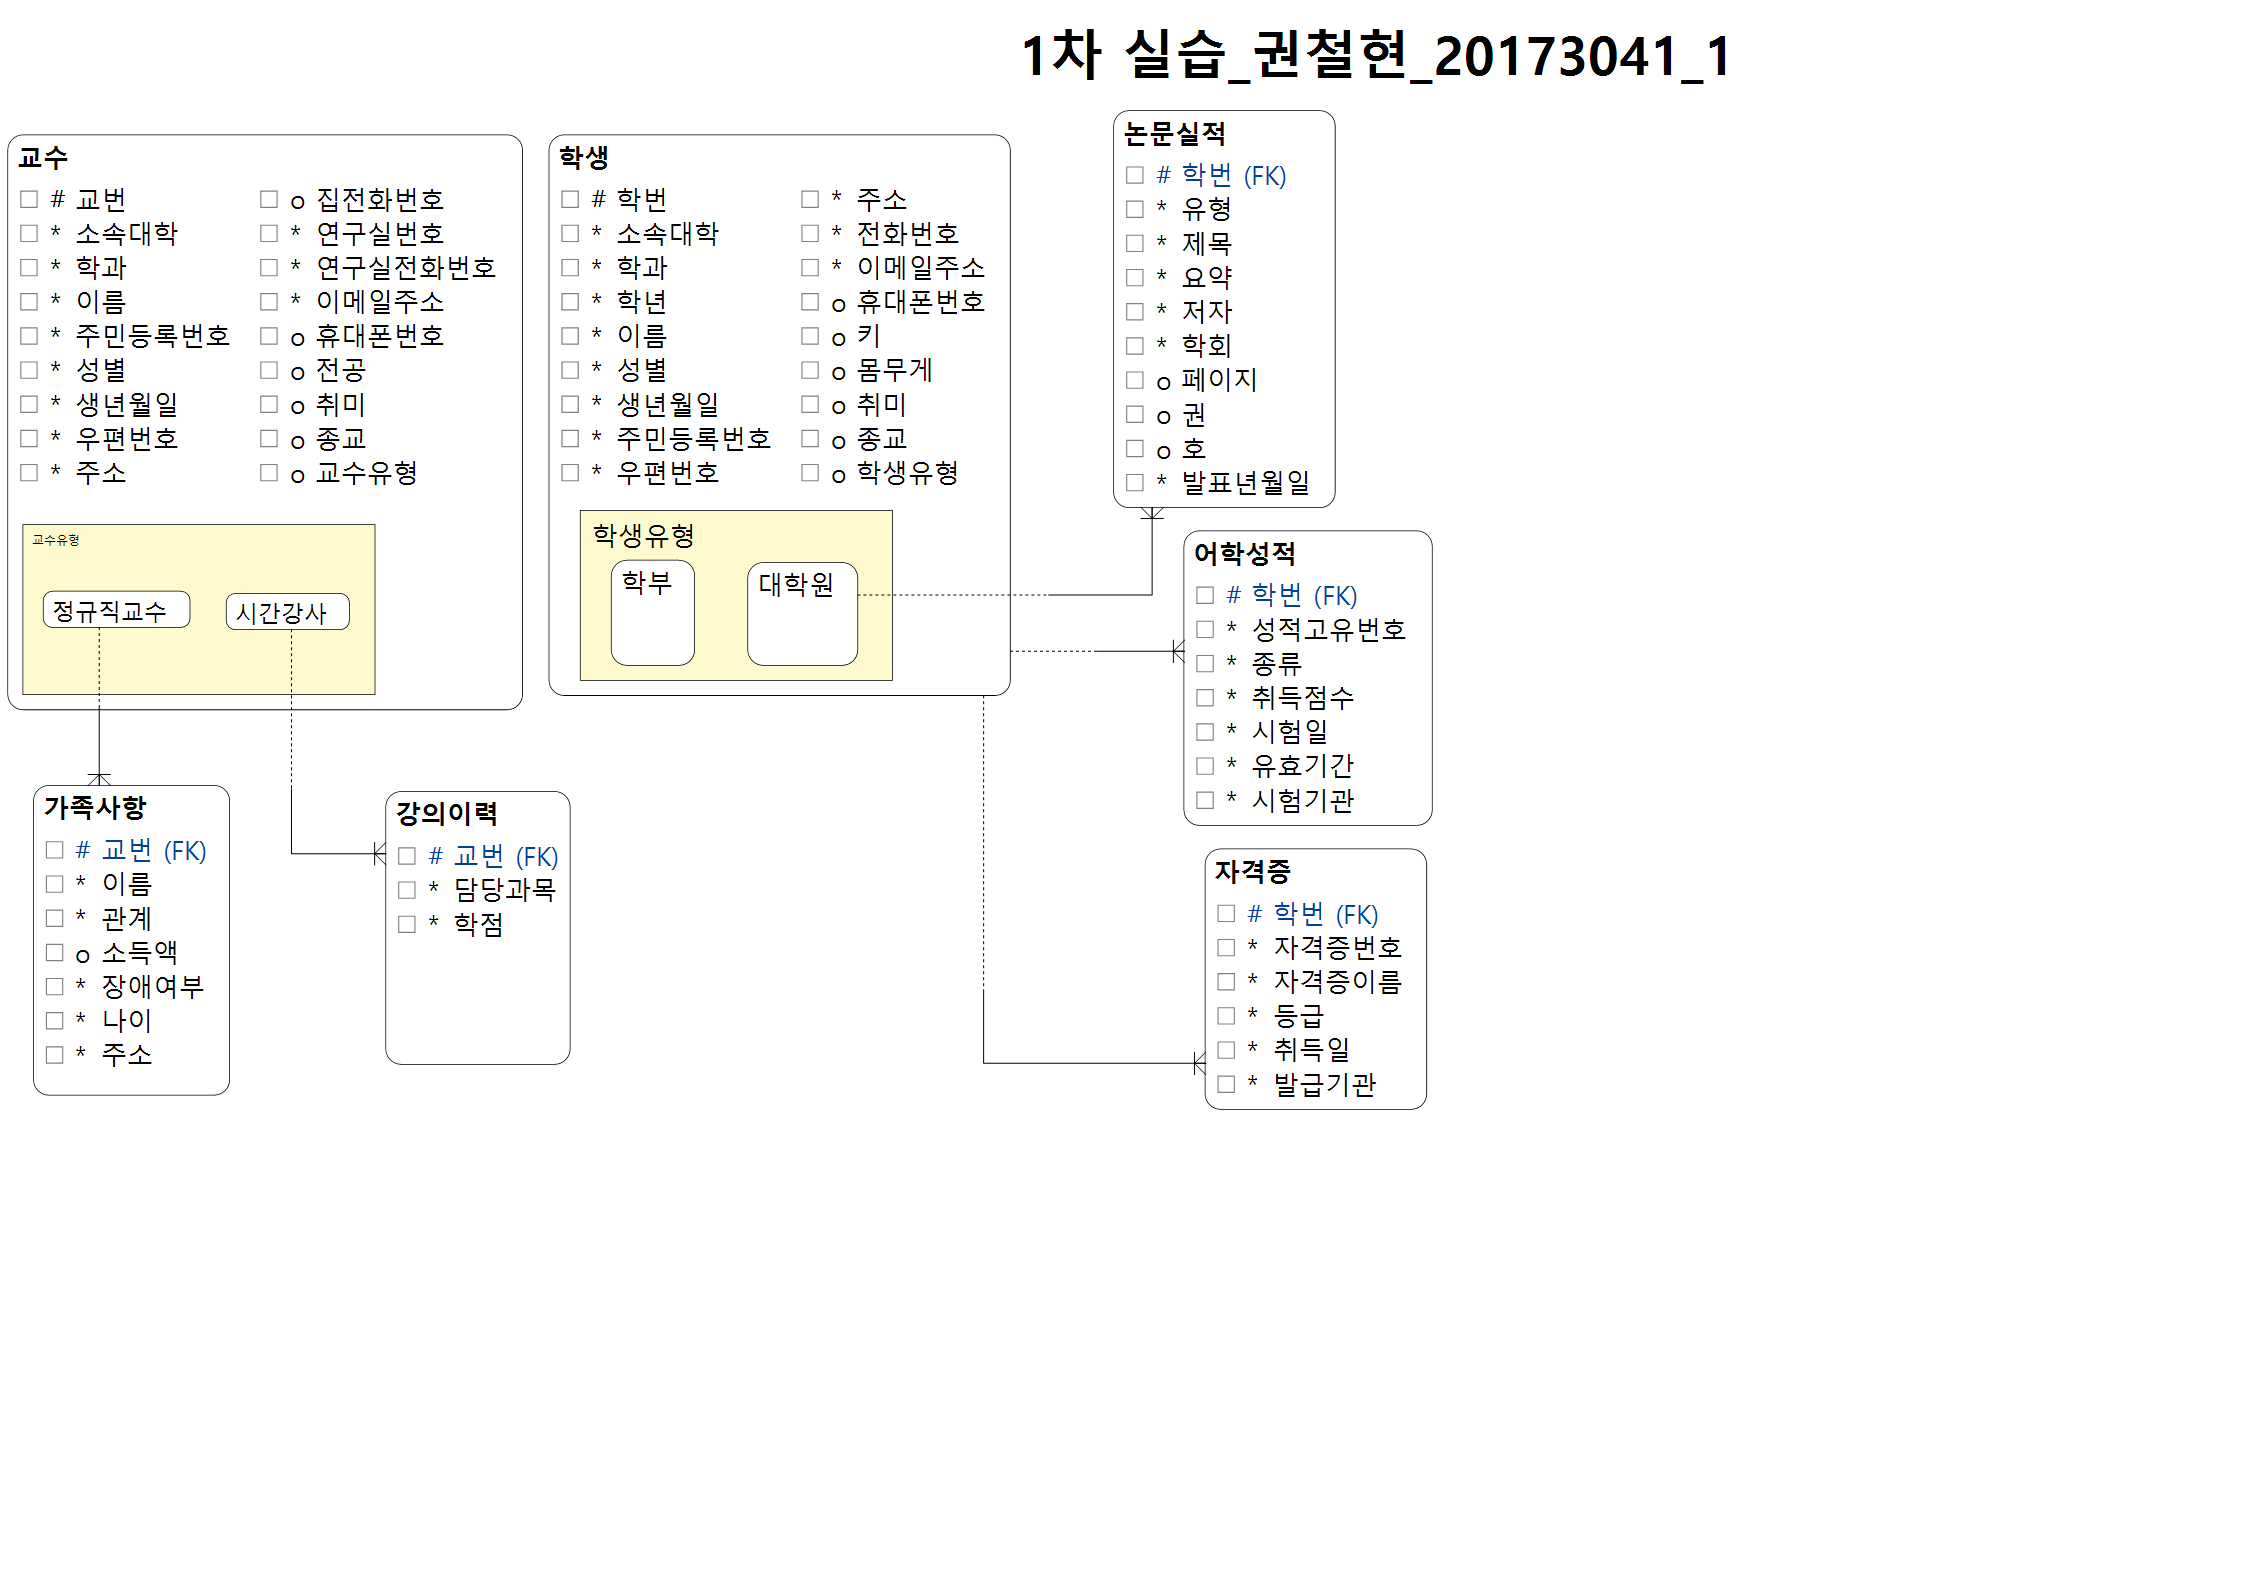 1차 실습_권철현_20173041_1
교수
# 교번
* 소속대학
* 학과
* 이름
* 주민등록번호
* 성별
* 생년월일
* 우편번호
* 주소
o 집전화번호
* 연구실번호
* 연구실전화번호
* 이메일주소
o 휴대폰번호
o 전공
o 취미
o 종교
o 교수유형
교수유형
정규직교수
시간강사
학생
# 학번
* 소속대학
* 학과
* 학년
* 이름
* 성별
* 생년월일
* 주민등록번호
* 우편번호
* 주소
* 전화번호
* 이메일주소
o 휴대폰번호
o 키
o 몸무게
o 취미
o 종교
o 학생유형
학생유형
학부
대학원
논문실적
# 학번 (FK)
* 유형
* 제목
* 요약
* 저자
* 학회
o 페이지
o 권
o 호
* 발표년월일
어학성적
# 학번 (FK)
* 성적고유번호
* 종류
* 취득점수
* 시험일
* 유효기간
* 시험기관
가족사항
# 교번 (FK)
* 이름
* 관계
o 소득액
* 장애여부
* 나이
* 주소
강의이력
# 교번 (FK)
* 담당과목
* 학점
자격증
# 학번 (FK)
* 자격증번호
* 자격증이름
* 등급
* 취득일
* 발급기관